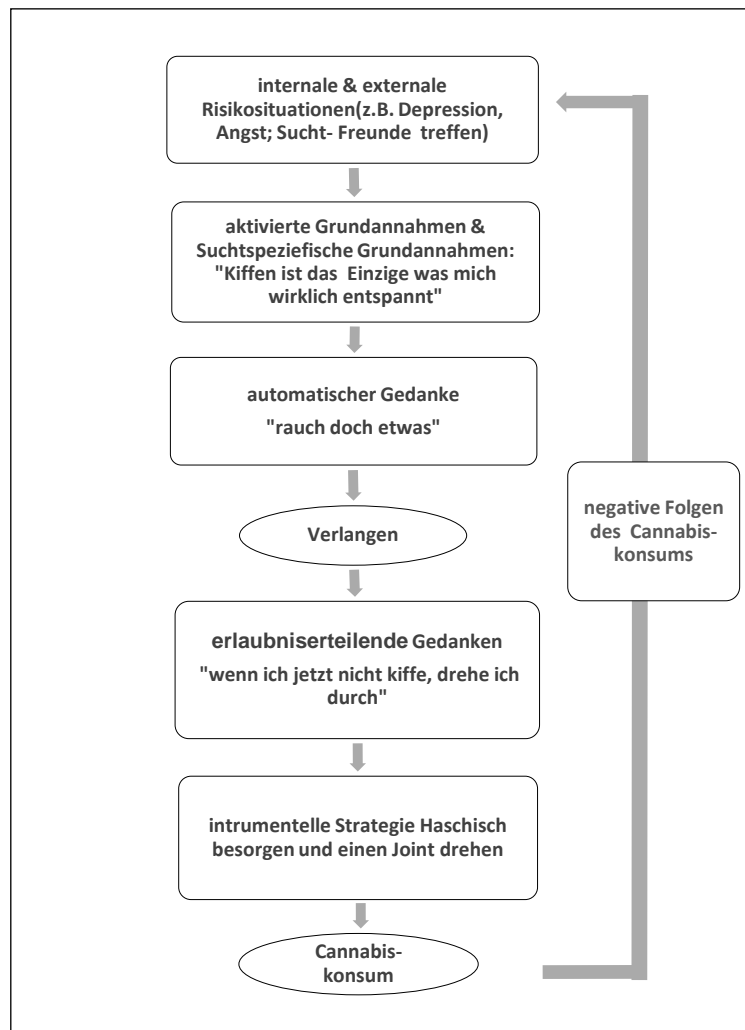 internale & externale
Risikosituationen(z.B. Depression,
Angst; Sucht- Freunde treffen)
aktivierte Grundannahmen &
Suchtspeziefische Grundannahmen:
"Kiffen ist das Einzige was mich
wirklich entspannt"
automatischer Gedanke
"rauch doch etwas"
Verlangen
erlaubniserteilende Gedanken
"wenn ich jetzt nicht kiffe, drehe ich
durch"
intrumentelle Strategie Haschisch
besorgen und einen Joint drehen
Cannabis-
konsum
negative Folgen
des Cannabis-
konsums